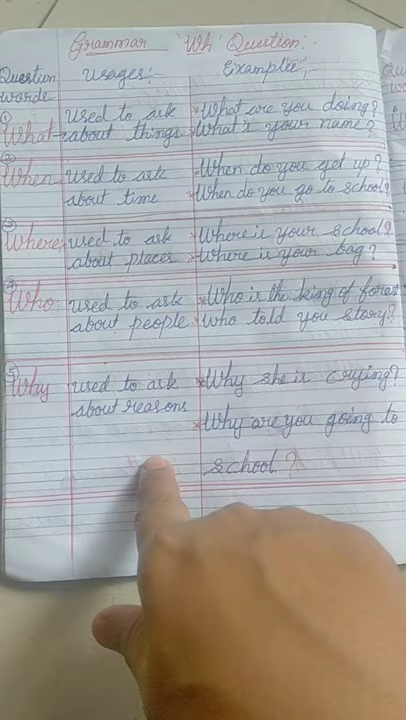 Grammar 'Wh' Question:-
Question words
Usages:-
Example:-
① What → used to ask about things
* What are you doing?
* What's your name?
② When → used to ask about time
* When do you get up?
* When do you go to school?
③ Where: used to ask about places
* Where is your school?
* Where is your bag?
④ Who: used to ask about people
* Who is the king of forest
* Who told you story?
⑤ Why used to ask about reasons
* Why she is crying?
* Why are you going to
school?